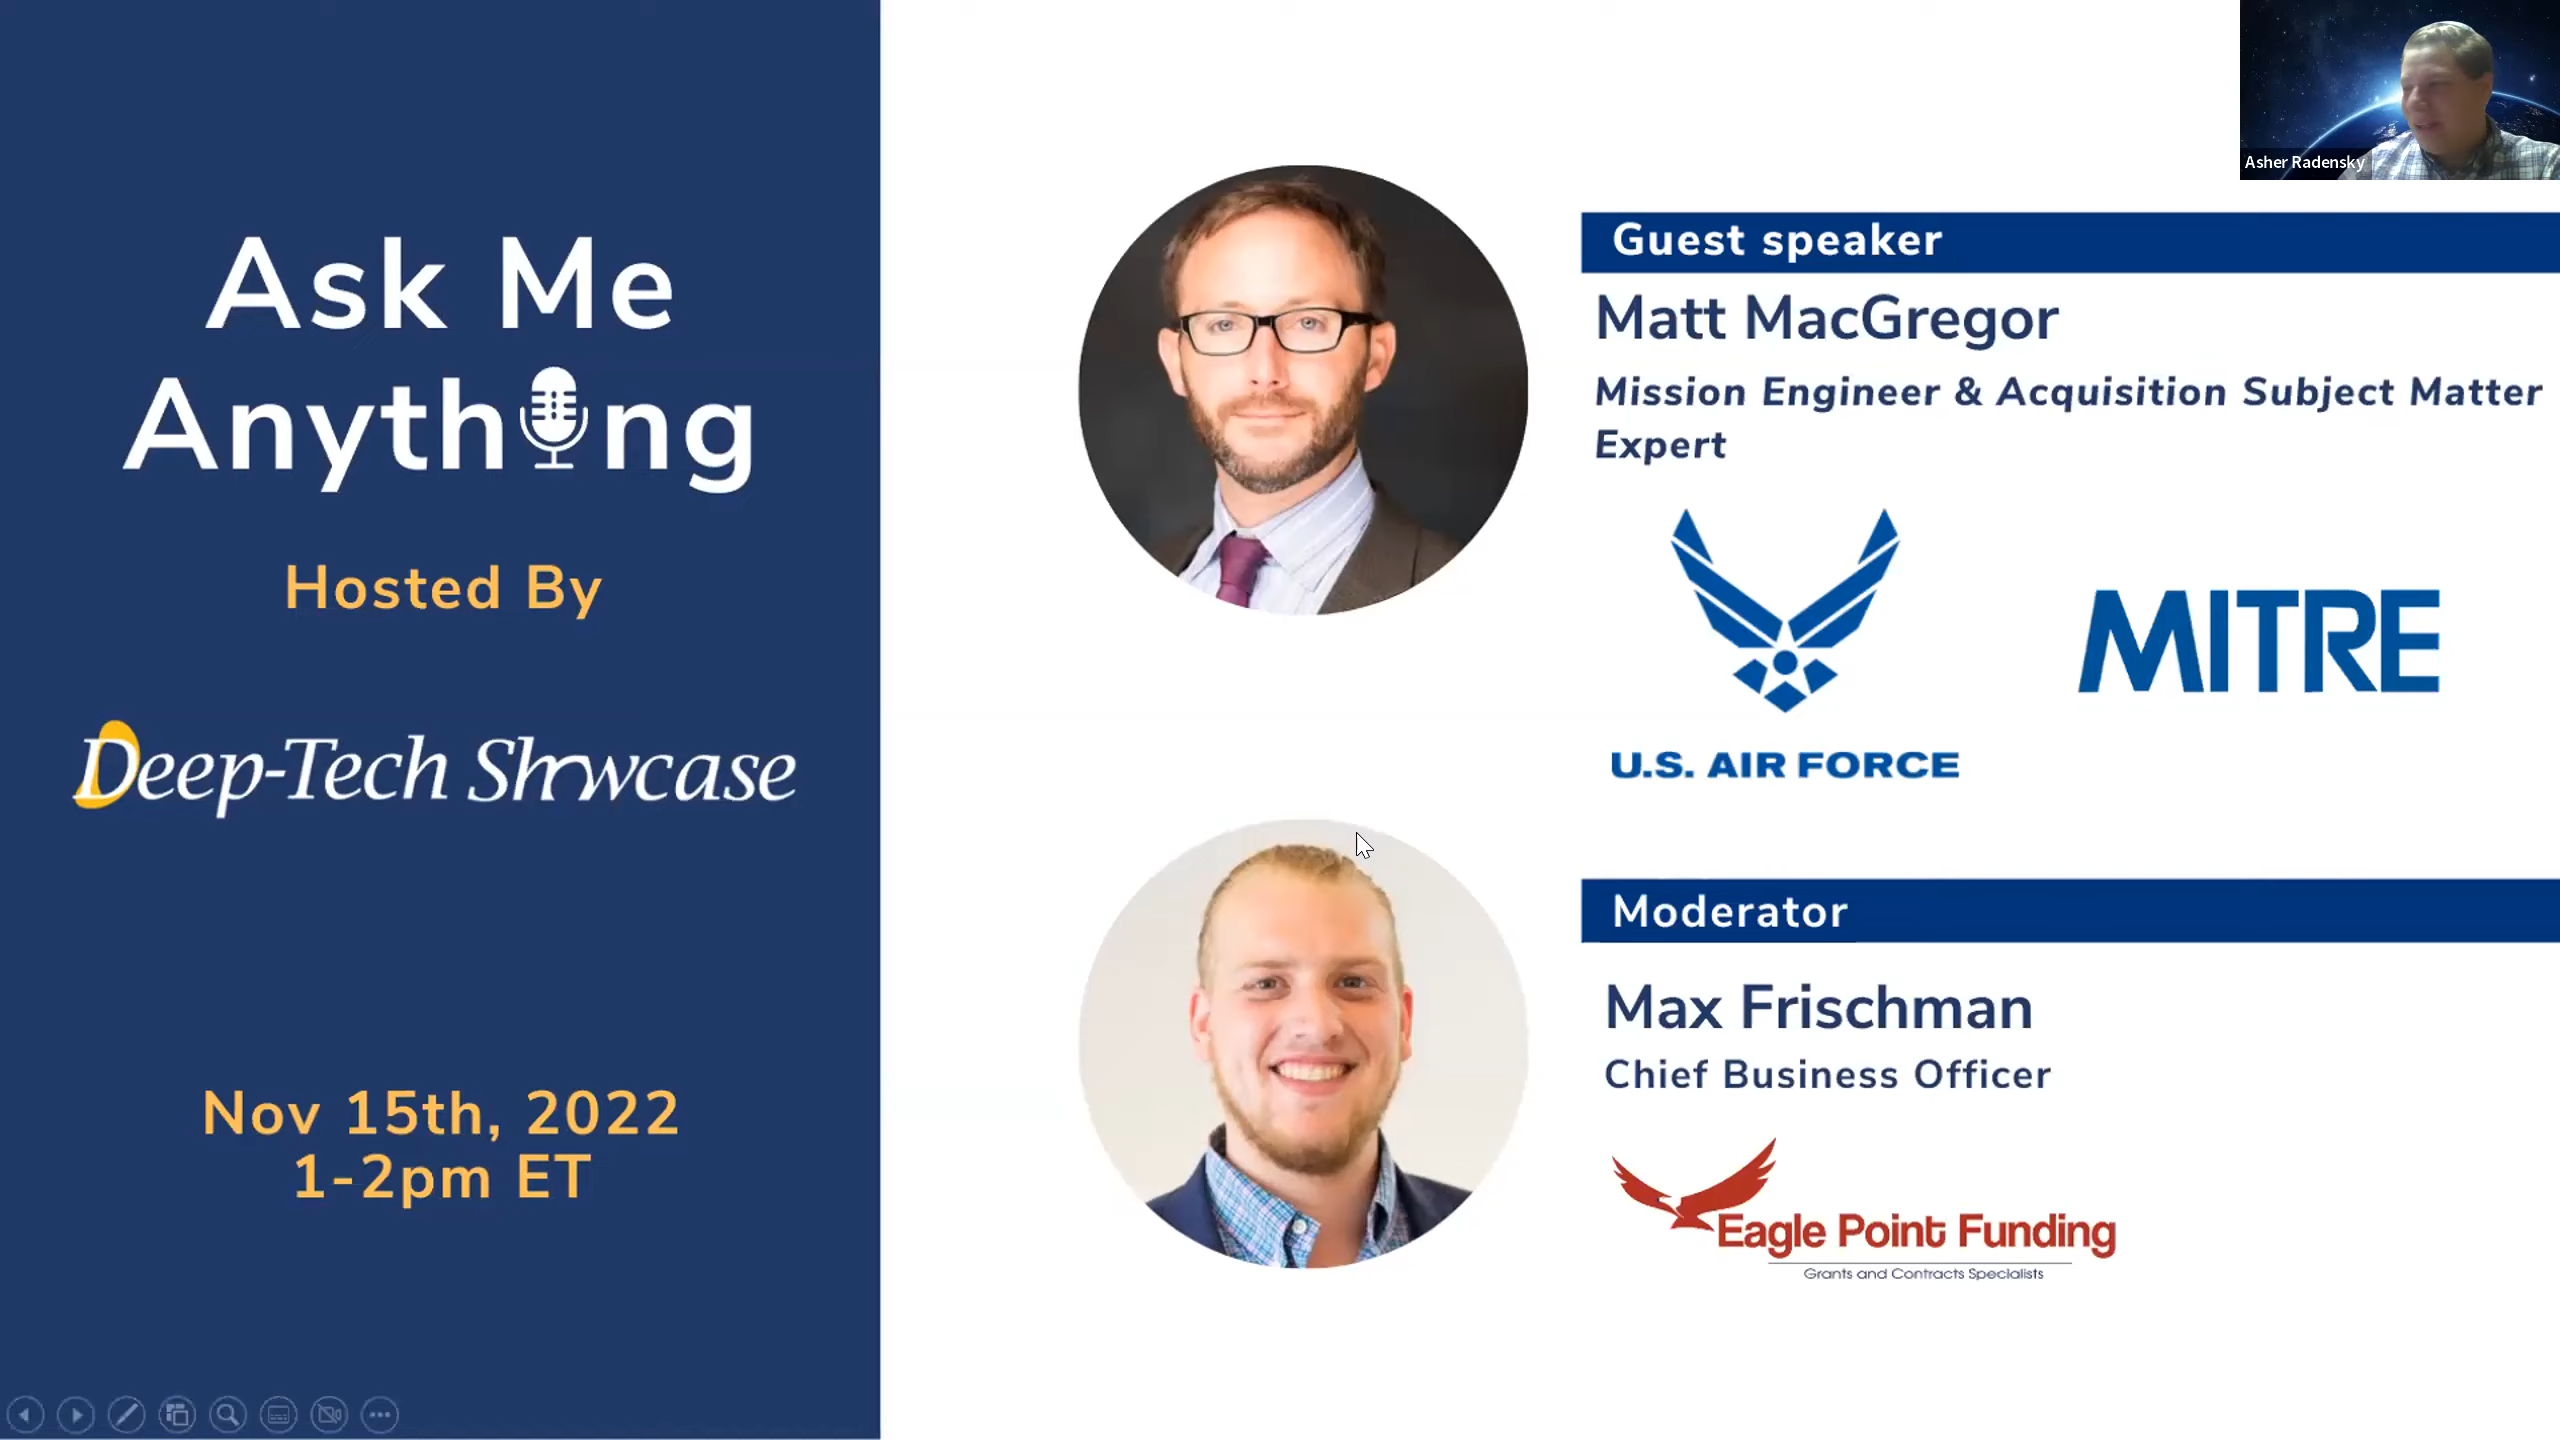 Ask Me
Anyth ng
Hosted By
Deep-Tech Showcase
Nov 15th, 2022
1-2pm ET
Asher Radensky
Guest speaker
Matt MacGregor
Mission Engineer & Acquisition Subject Matter
Expert
U.S. AIR FORCE
MITRE
Moderator
Max Frischman
Chief Business Officer
Eagle Point Funding
Grants and Contracts Specialists